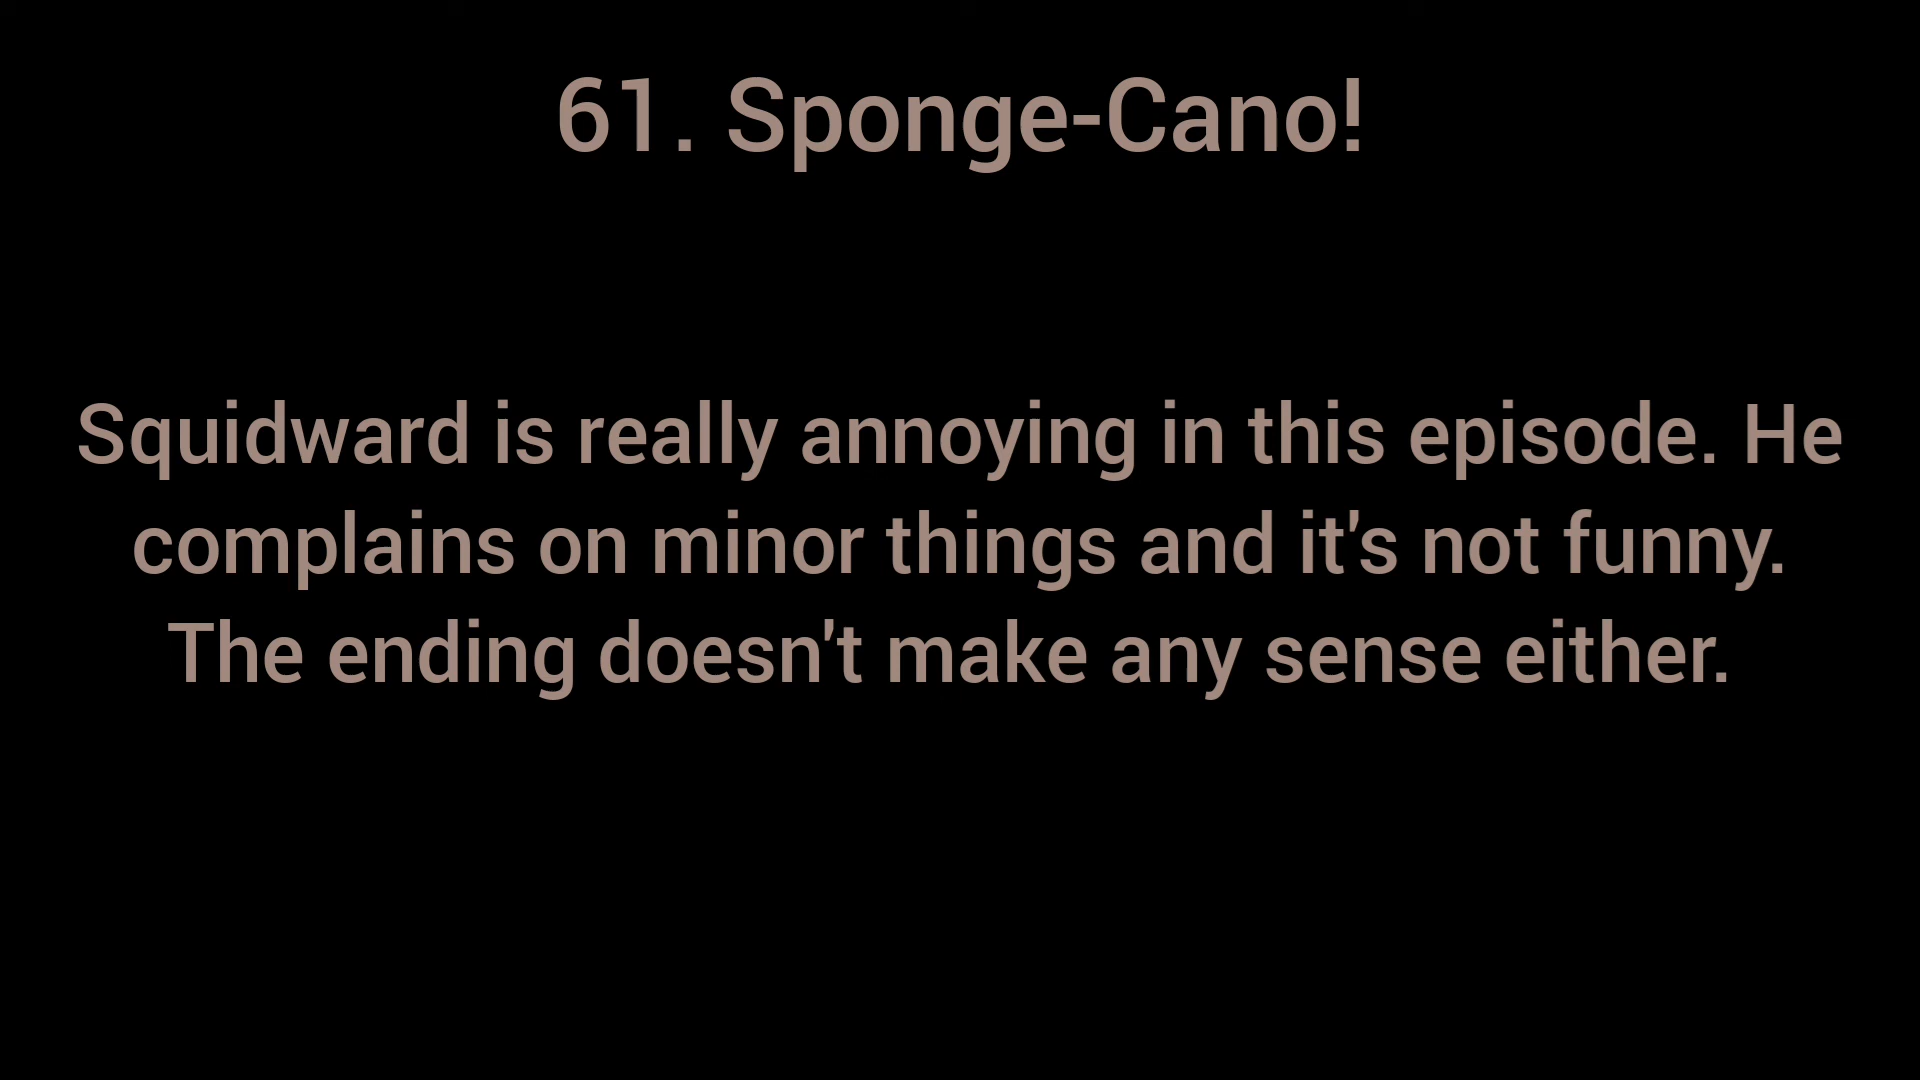 61. Sponge-Cano!
Squidward is really annoying in this episode. He
complains on minor things and it's not funny.
The ending doesn't make any sense either.